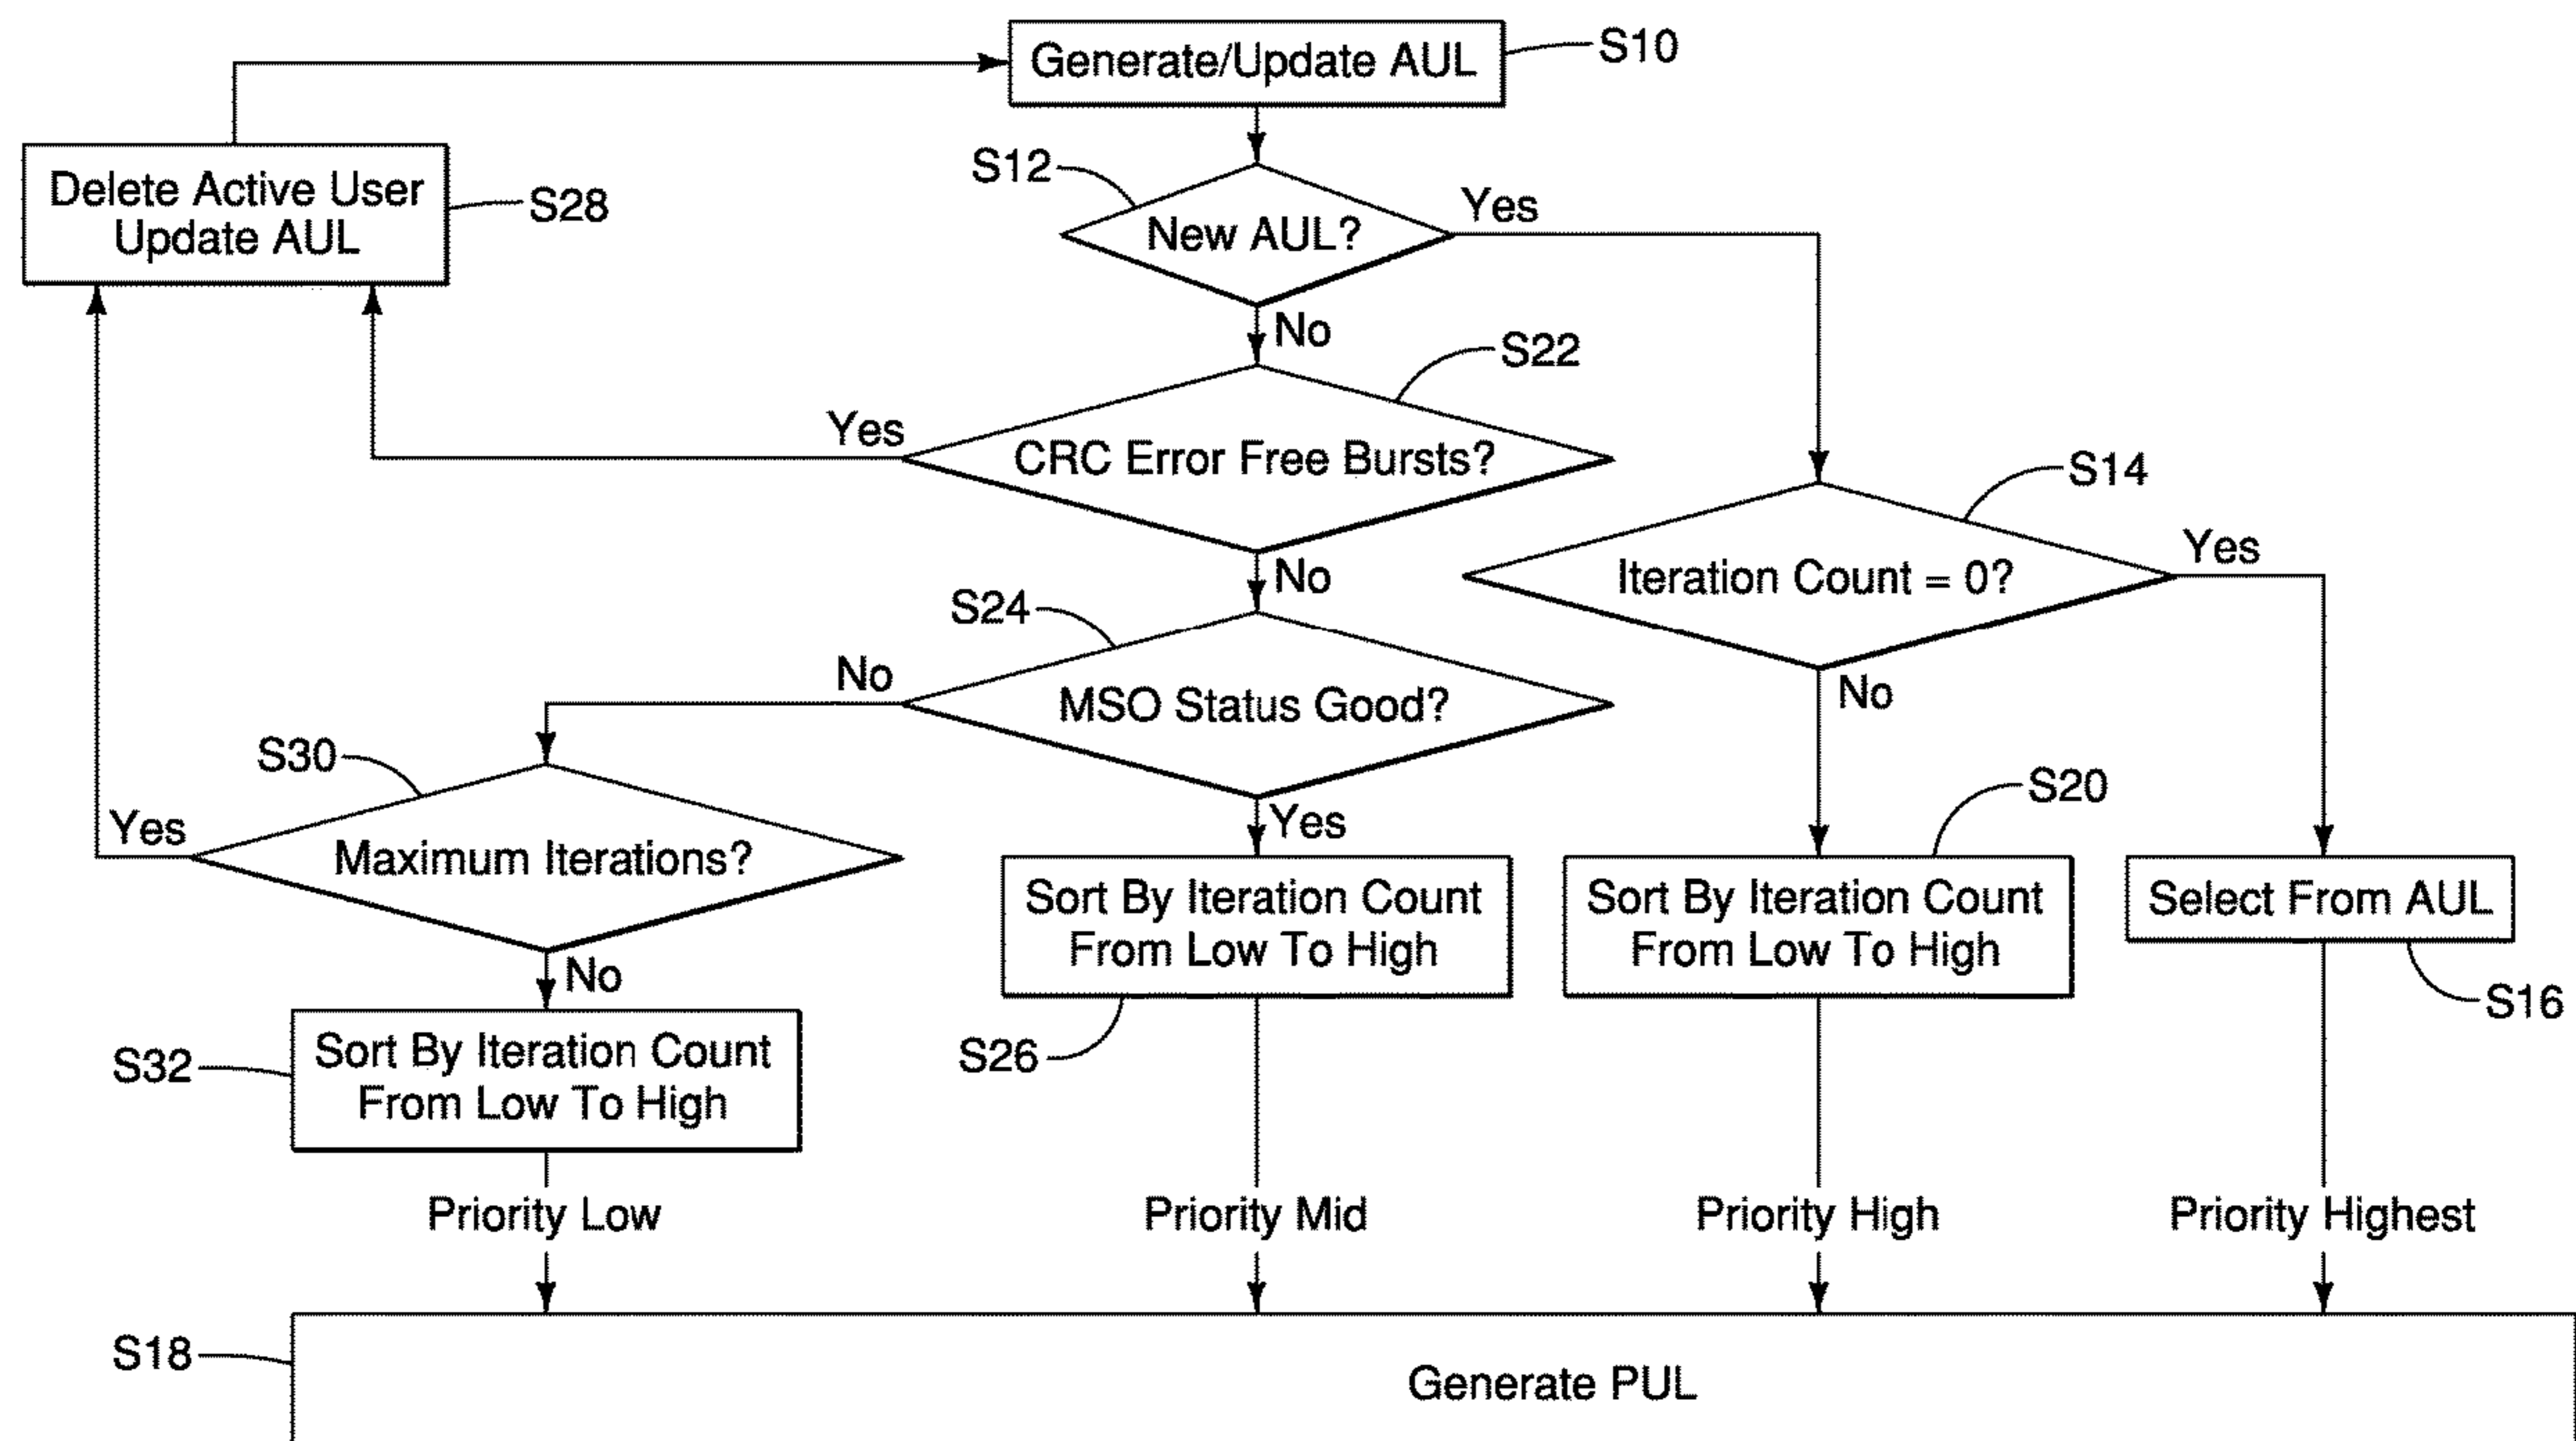 Generate/Update AUL
S10
Delete Active User
Update AUL
S28
S12
New AUL?
Yes
No
S22
Yes
CRC Error Free Bursts?
S14
No
Yes
Iteration Count = 0?
S24
No
No
MSO Status Good?
S30
S20
Yes
Yes
Maximum Iterations?
Sort By Iteration Count
From Low To High
Sort By Iteration Count
From Low To High
Select From AUL
No
S16
S32
Sort By Iteration Count
From Low To High
S26
Priority Low
Priority Mid
Priority High
Priority Highest
S18
Generate PUL